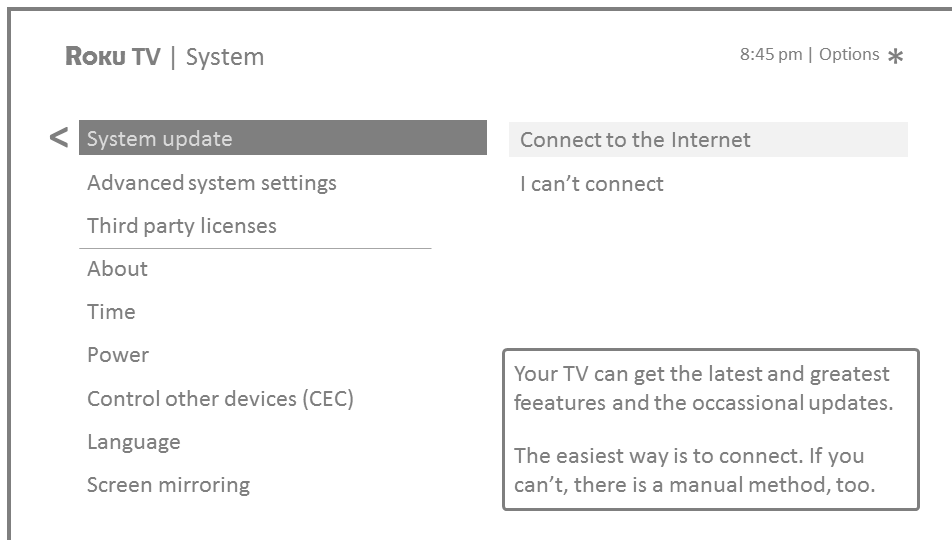 ROKU TV | System
8:45 pm | Options *
< System update
Advanced system settings
Third party licenses
About
Time
Power
Control other devices (CEC)
Language
Screen mirroring
Connect to the Internet
I can't connect
Your TV can get the latest and greatest
feeatures and the occassional updates.
The easiest way is to connect. If you
can't, there is a manual method, too.